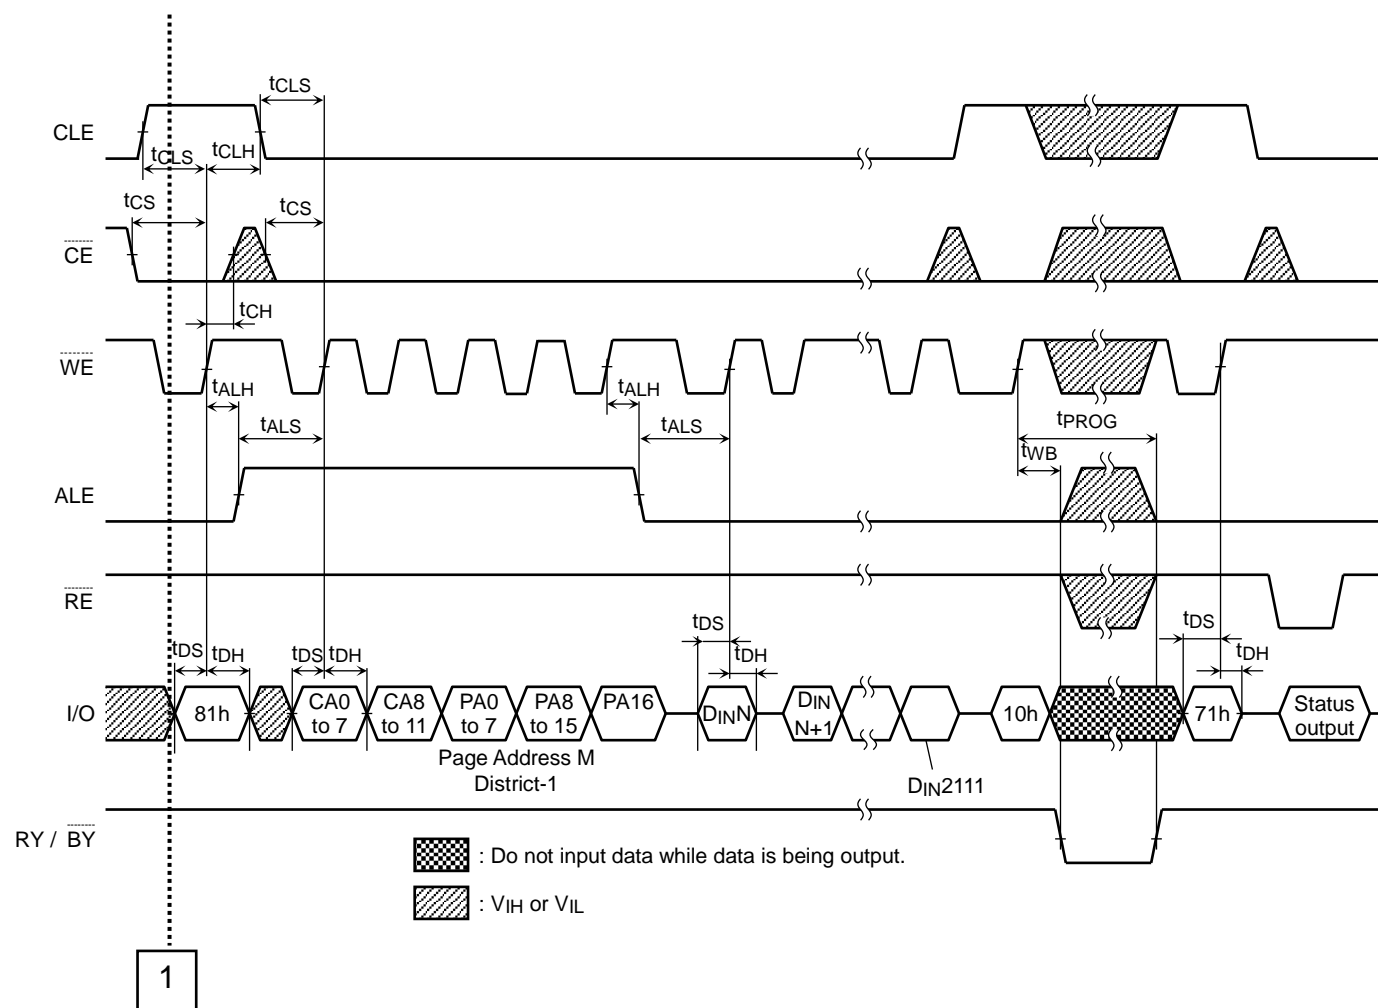 tCLS
CLE
tCLS
tCLH
tCS
tCS
CE
tCH
WE
tALH
tALH
tALS
tALS
tPROG
tWB
ALE
RE
tDS
tDH
tDS
tDH
tDS
tDH
tDS
tDH
I/O
81h
CA0
to 7
CA8
to 11
PA0
to 7
PA8
to 15
PA16
DINN
DIN
N+1
10h
71h
Status
output
Page Address M
District-1
DIN2111
RY / BY
: Do not input data while data is being output.
: VIH or VIL
1